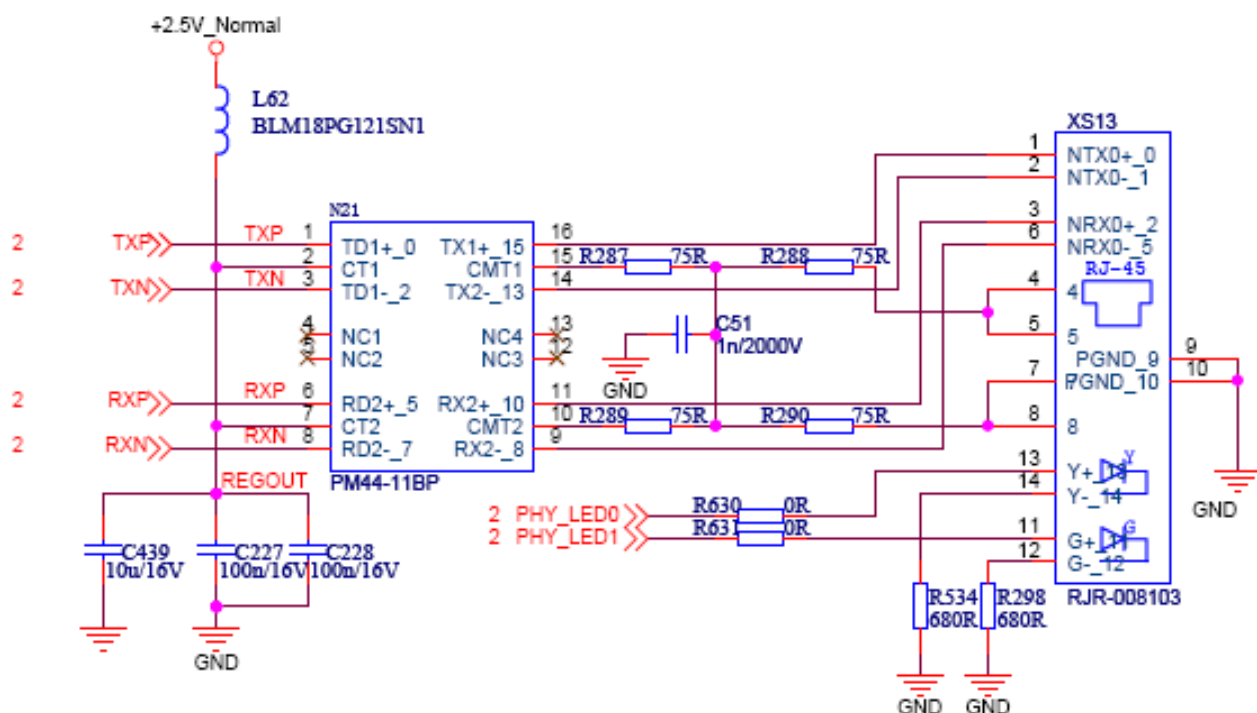 +2.5V_Normal
L62
BLM18PG121SN1
XS13
1 NTX0+_0
2 NTX0-_1
N21
2 TXP TXP 1 TD1+_0 TX1+_15 16
3 NRX0+_2
2 CT1 CMT1 15 R287 75R R288 75R
6 NRX0-_5
2 TXN TXN 3 TD1-_2 TX2-_13 14
RJ-45
4 4
4 NC1 NC4 13
C51
1n/2000V
5 5
NC2 NC3 12
GND
PGND_9 9
7 PGND_10 10
2 RXP RXP 6 RD2+_5 RX2+_10 11
7 CT2 CMT2 10 R289 75R R290 75R
8 8
2 RXN RXN 8 RD2-_7 RX2-_8 9
PM44-11BP
13 Y+_ Y
14 Y-_14
REGOUT
GND
2 PHY_LED0 R630 0R
2 PHY_LED1 R631 0R
11 G+_ G
12 G-_12
C439
10u/16V
C227
100n/16V
C228
100n/16V
RJR-008103
R534
680R
R298
680R
GND
GND
GND